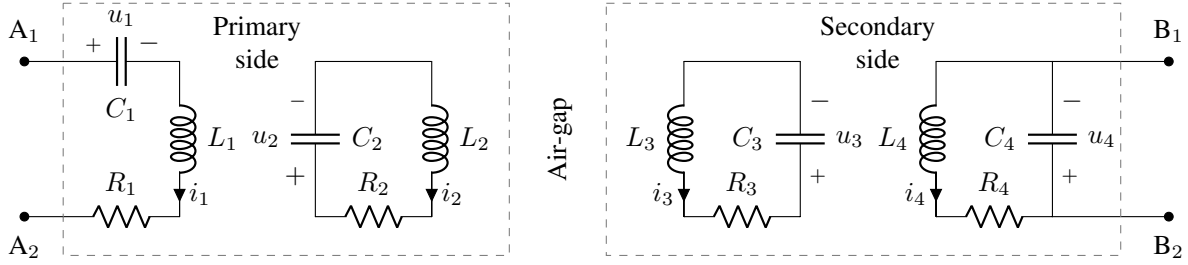 A₁
u₁
+ −
C₁
L₁
i₁
R₁
A₂
Primary
side
−
u₂
C₂
+
R₂
L₂
i₂
Air-gap
Secondary
side
L₃
i₃
R₃
−
C₃
u₃
+
L₄
i₄
R₄
−
C₄
u₄
+
B₁
B₂